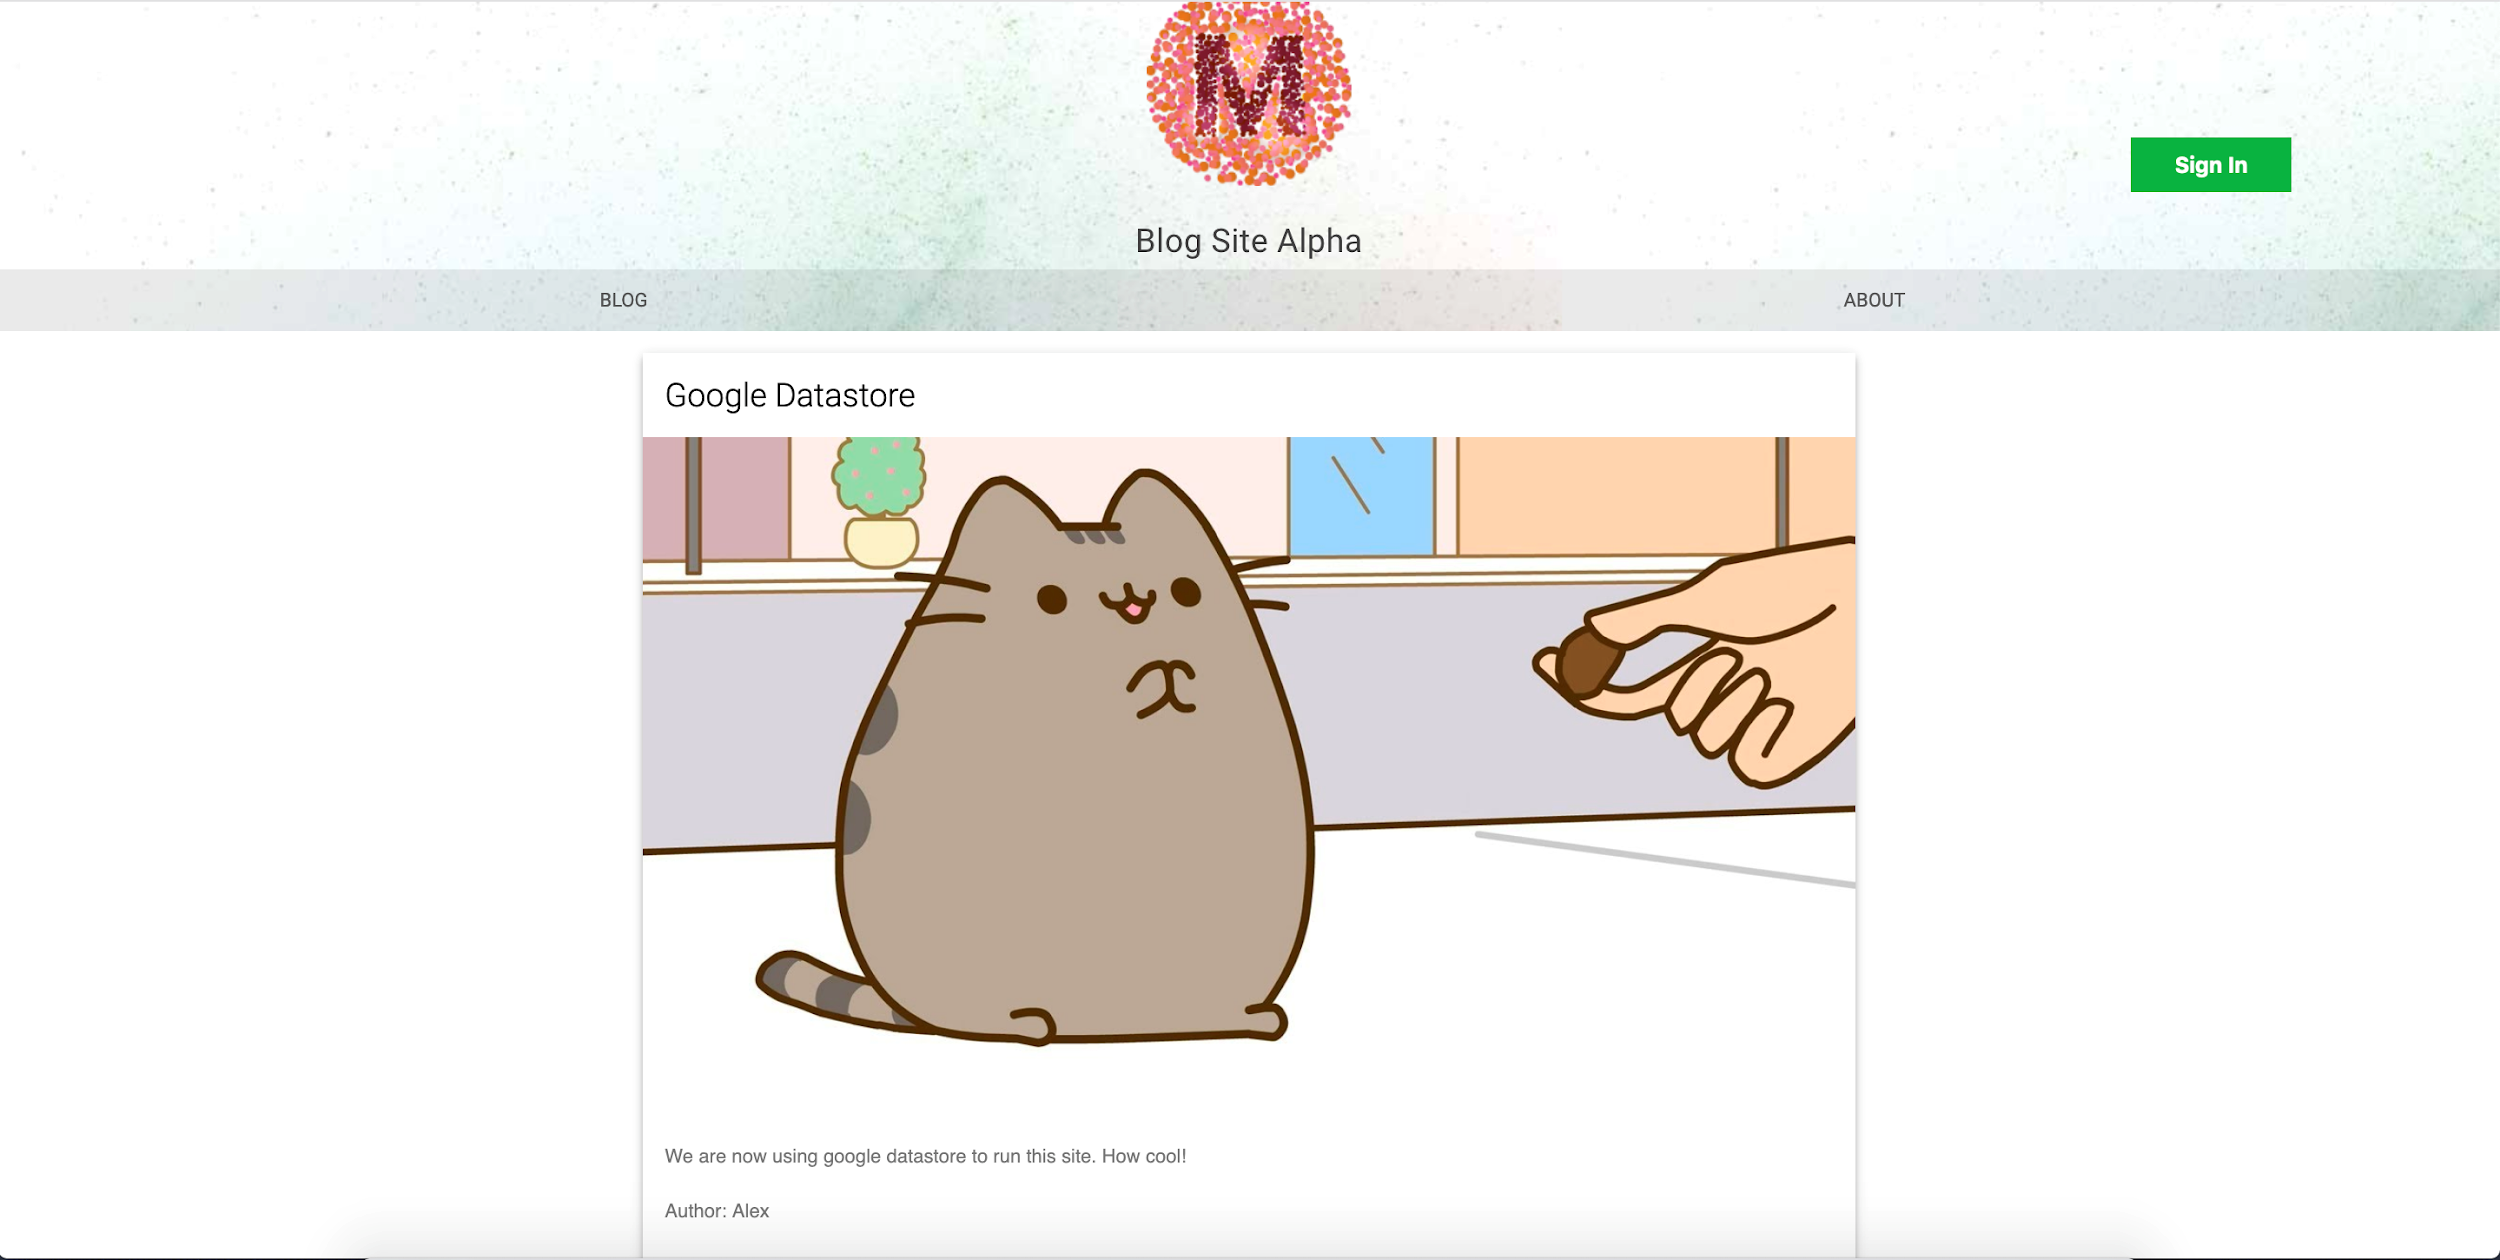 M
Sign In
Blog Site Alpha
BLOG
ABOUT
Google Datastore
We are now using google datastore to run this site. How cool!
Author: Alex